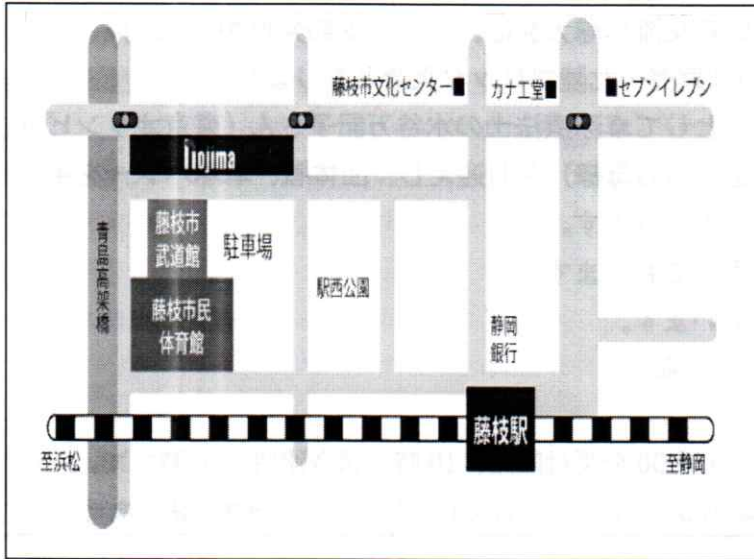 藤枝市文化センター■ カナエ堂■ ■セブンイレブン
nojima
藤枝市
武道館
駐車場
青島高架橋
駅西公園
藤枝市民
体育館
静岡
銀行
藤枝駅
至浜松
至静岡